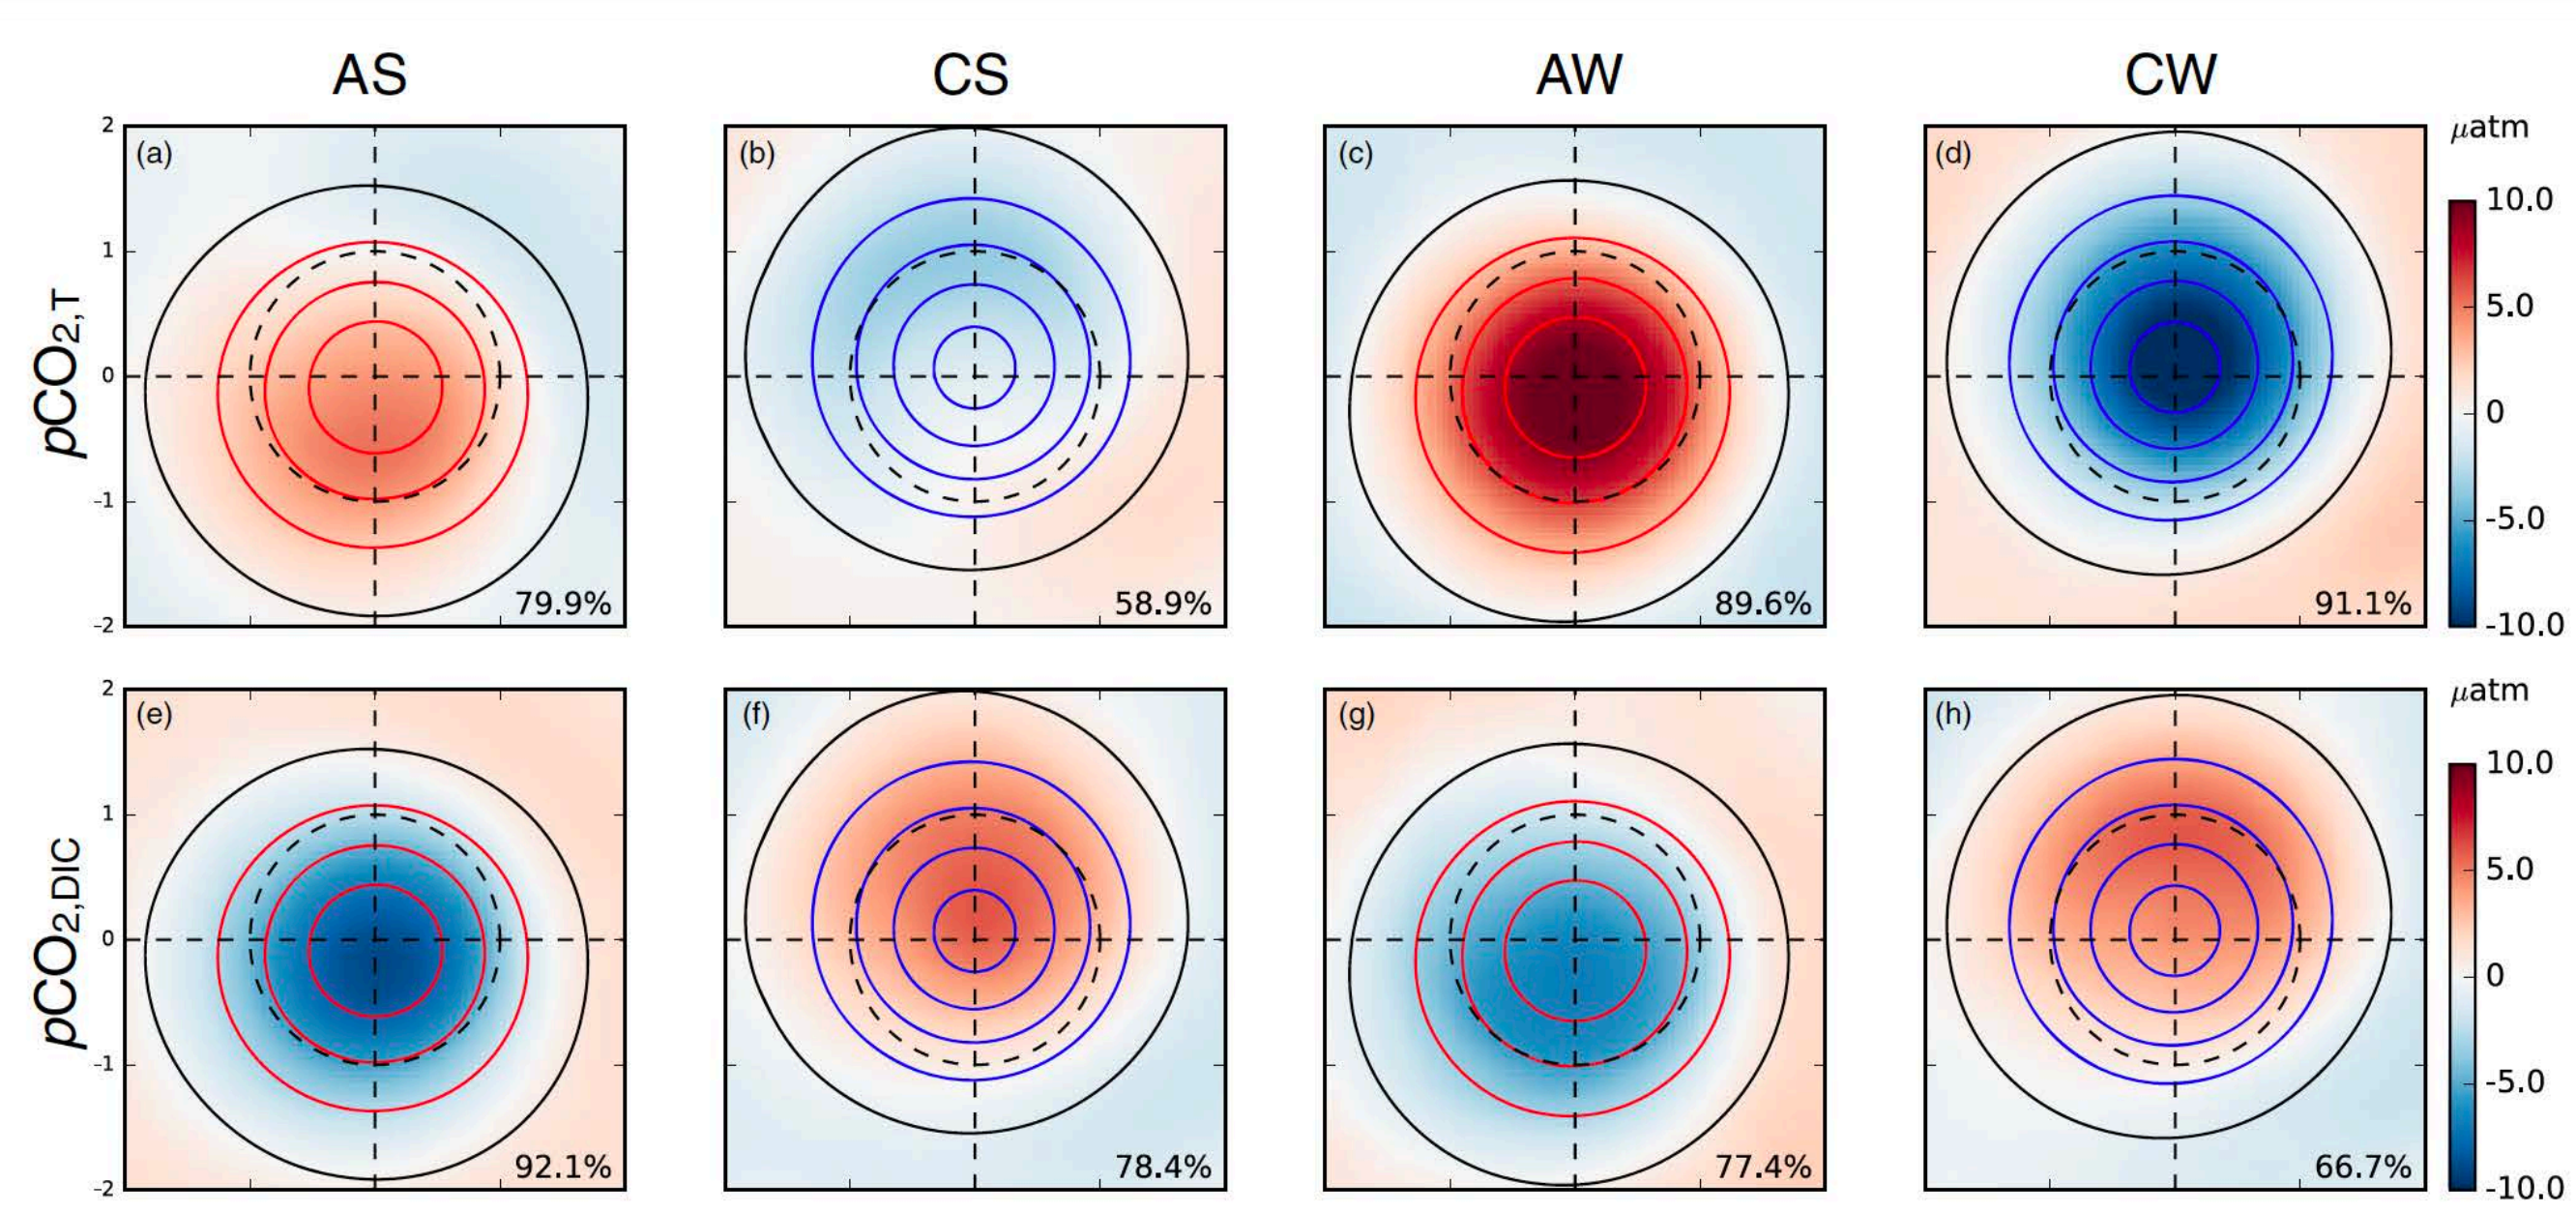 AS CS AW CW
pCO2,T
(a) (b) (c) (d)
2
1
0
-1
-2
79.9% 58.9% 89.6% 91.1%
μatm
10.0
5.0
0
-5.0
-10.0
pCO2,DIC
(e) (f) (g) (h)
2
1
0
-1
-2
92.1% 78.4% 77.4% 66.7%
μatm
10.0
5.0
0
-5.0
-10.0